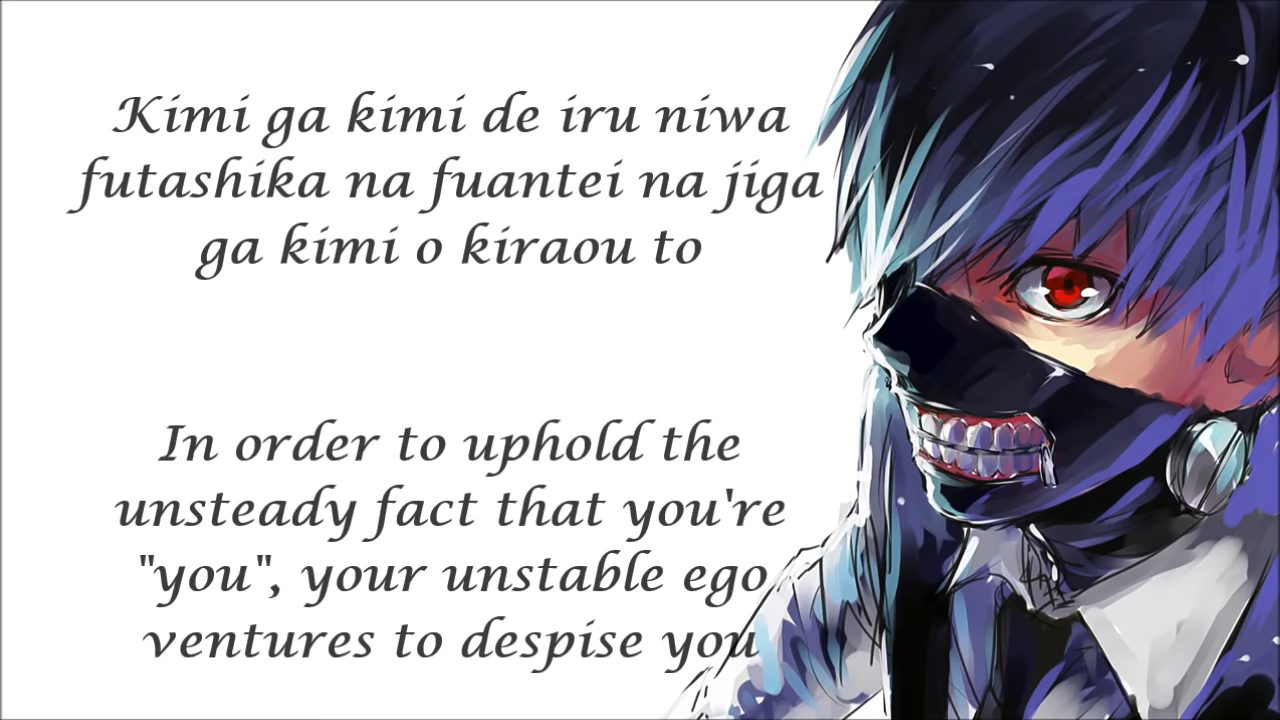 Kimi ga kimi de iru niwa
futashika na fuantei na jiga
ga kimi o kiraou to
In order to uphold the
unsteady fact that you're
"you", your unstable ego
ventures to despise you